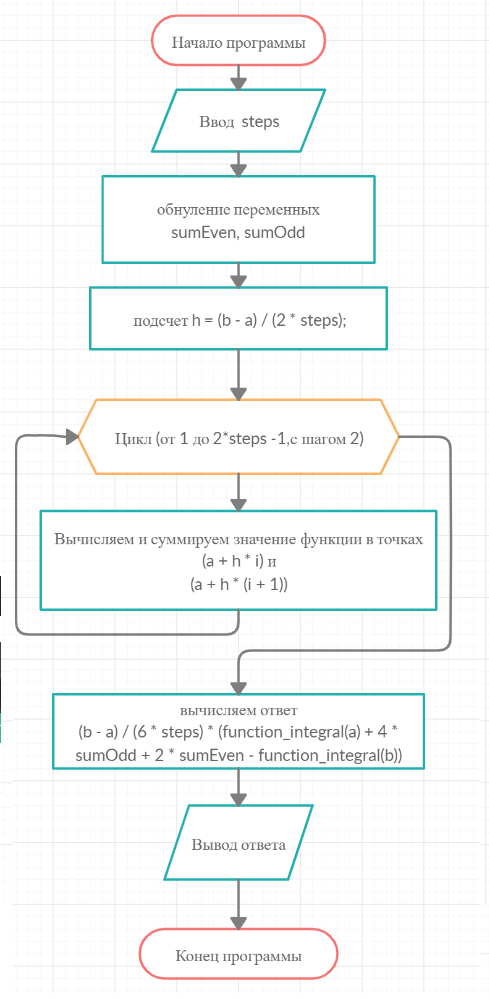 Начало программы
Ввод steps
обнуление переменных
sumEven, sumOdd
подсчет h = (b - a) / (2 * steps);
Цикл (от 1 до 2*steps -1,с шагом 2)
Вычисляем и суммируем значение функции в точках
(a + h * i) и
(a + h * (i + 1))
вычисляем ответ
(b - a) / (6 * steps) * (function_integral(a) + 4 *
sumOdd + 2 * sumEven - function_integral(b))
Вывод ответа
Конец программы